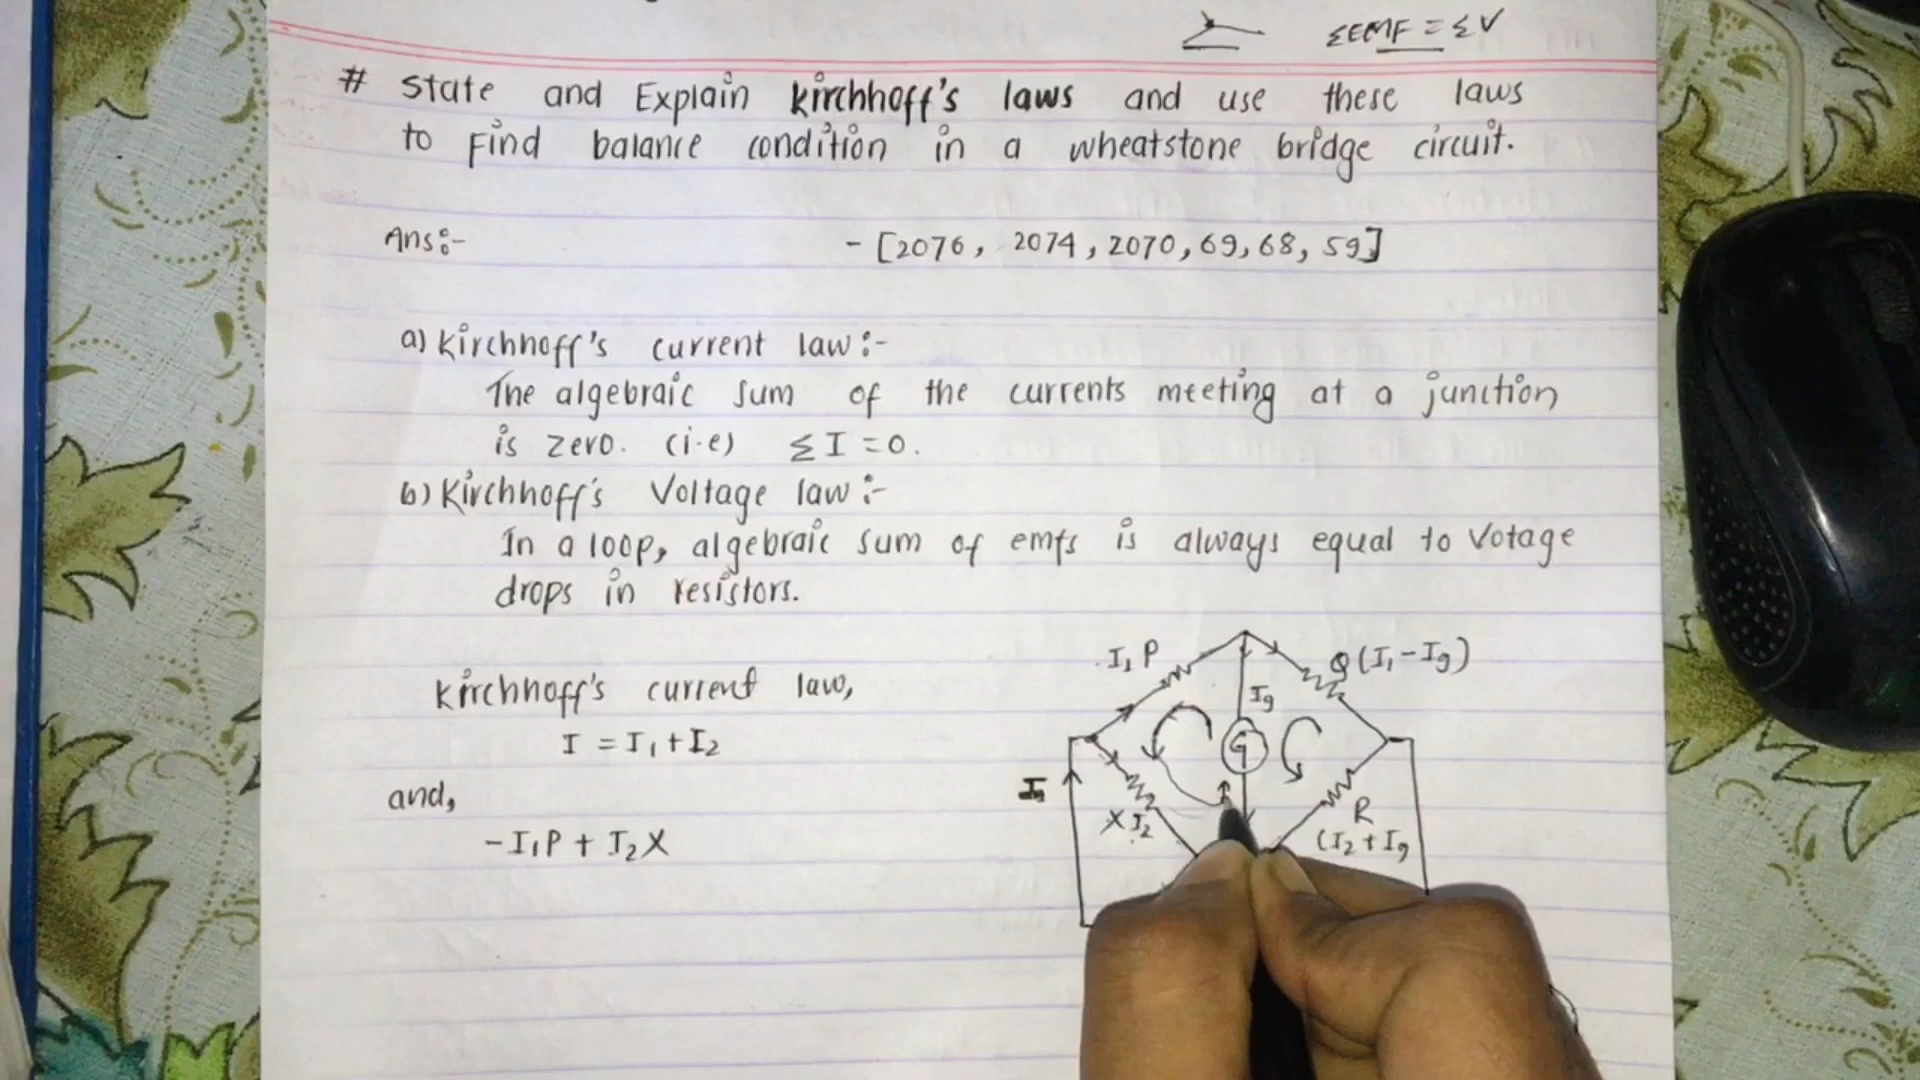 ΣEMF = ΣV
# State and Explain Kirchhoff's laws and use these laws
to Find balance condition in a wheatstone bridge circuit.
Ans:- - [2076, 2074, 2070, 69, 68, 59]
a) Kirchhoff's current law:-
The algebraic sum of the currents meeting at a junction
is zero. (i.e) ΣI = 0.
b) Kirchhoff's Voltage law:-
In a loop, algebraic sum of emfs is always equal to Votage
drops in resistors.
Kirchhoff's current law,
I = I₁ + I₂
and,
-I₁P + I₂X
I₁ P
Q (I₁ - Ig)
Ig
G
X I₂
R
(I₂ + Ig